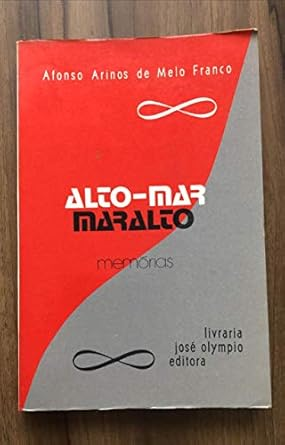 Afonso Arinos de Melo Franco
ALTO-MAR
MARALTO
memórias
livraria
josé olympio
editora